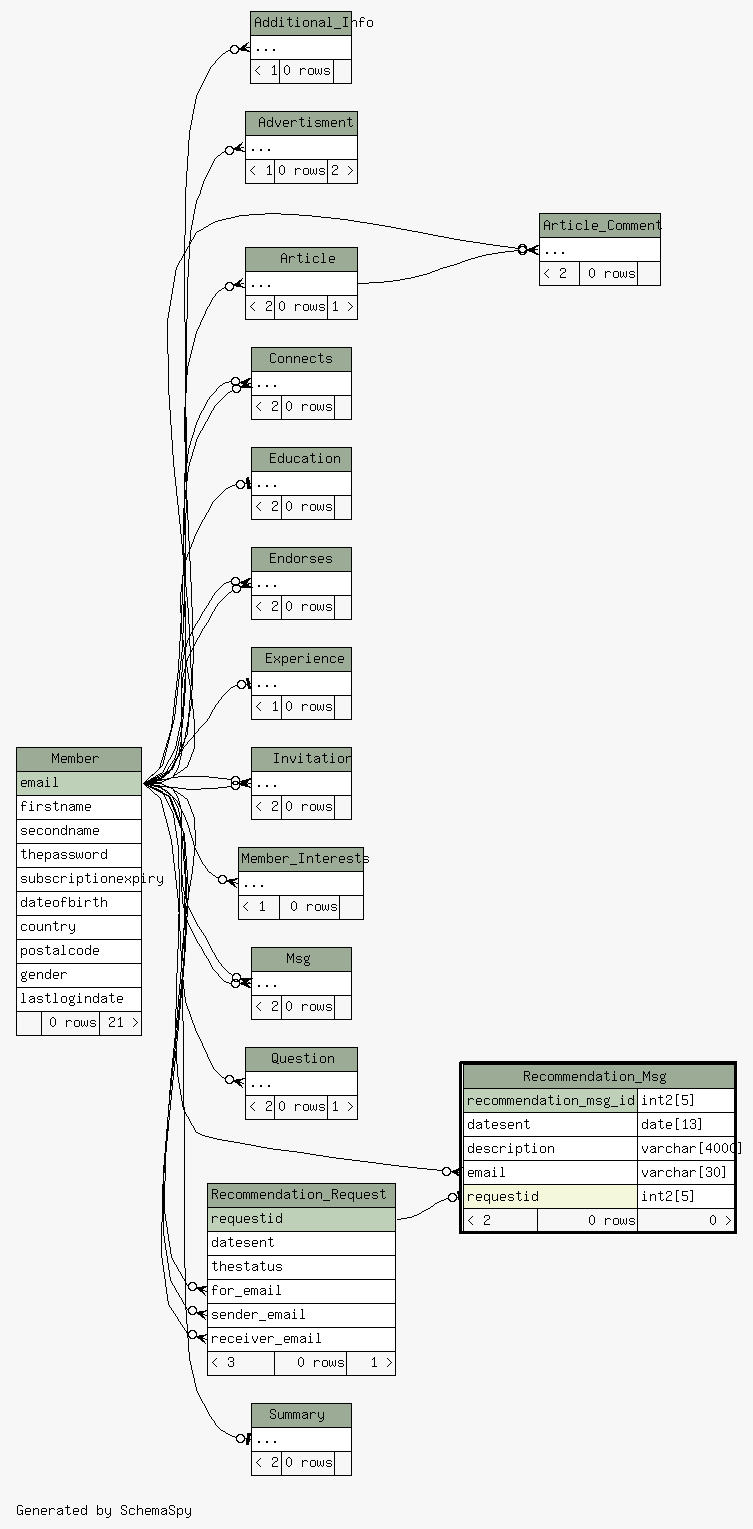 Additional_Info
...
< 1 0 rows
Advertisment
...
< 1 0 rows 2 >
Article_Comment
...
< 2 0 rows
Article
...
< 2 0 rows 1 >
Connects
...
< 2 0 rows
Education
...
< 2 0 rows
Endorses
...
< 2 0 rows
Experience
...
< 1 0 rows
Member
email
firstname
secondname
thepassword
subscriptionexpiry
dateofbirth
country
postalcode
gender
lastlogindate
0 rows 21 >
Invitation
...
< 2 0 rows
Member_Interests
...
< 1 0 rows
Msg
...
< 2 0 rows
Question
...
< 2 0 rows 1 >
Recommendation_Msg
recommendation_msg_id int2[5]
datesent date[13]
description varchar[4000]
email varchar[30]
requestid int2[5]
< 2 0 rows 0 >
Recommendation_Request
requestid
datesent
thestatus
for_email
sender_email
receiver_email
< 3 0 rows 1 >
Summary
...
< 2 0 rows
Generated by SchemaSpy